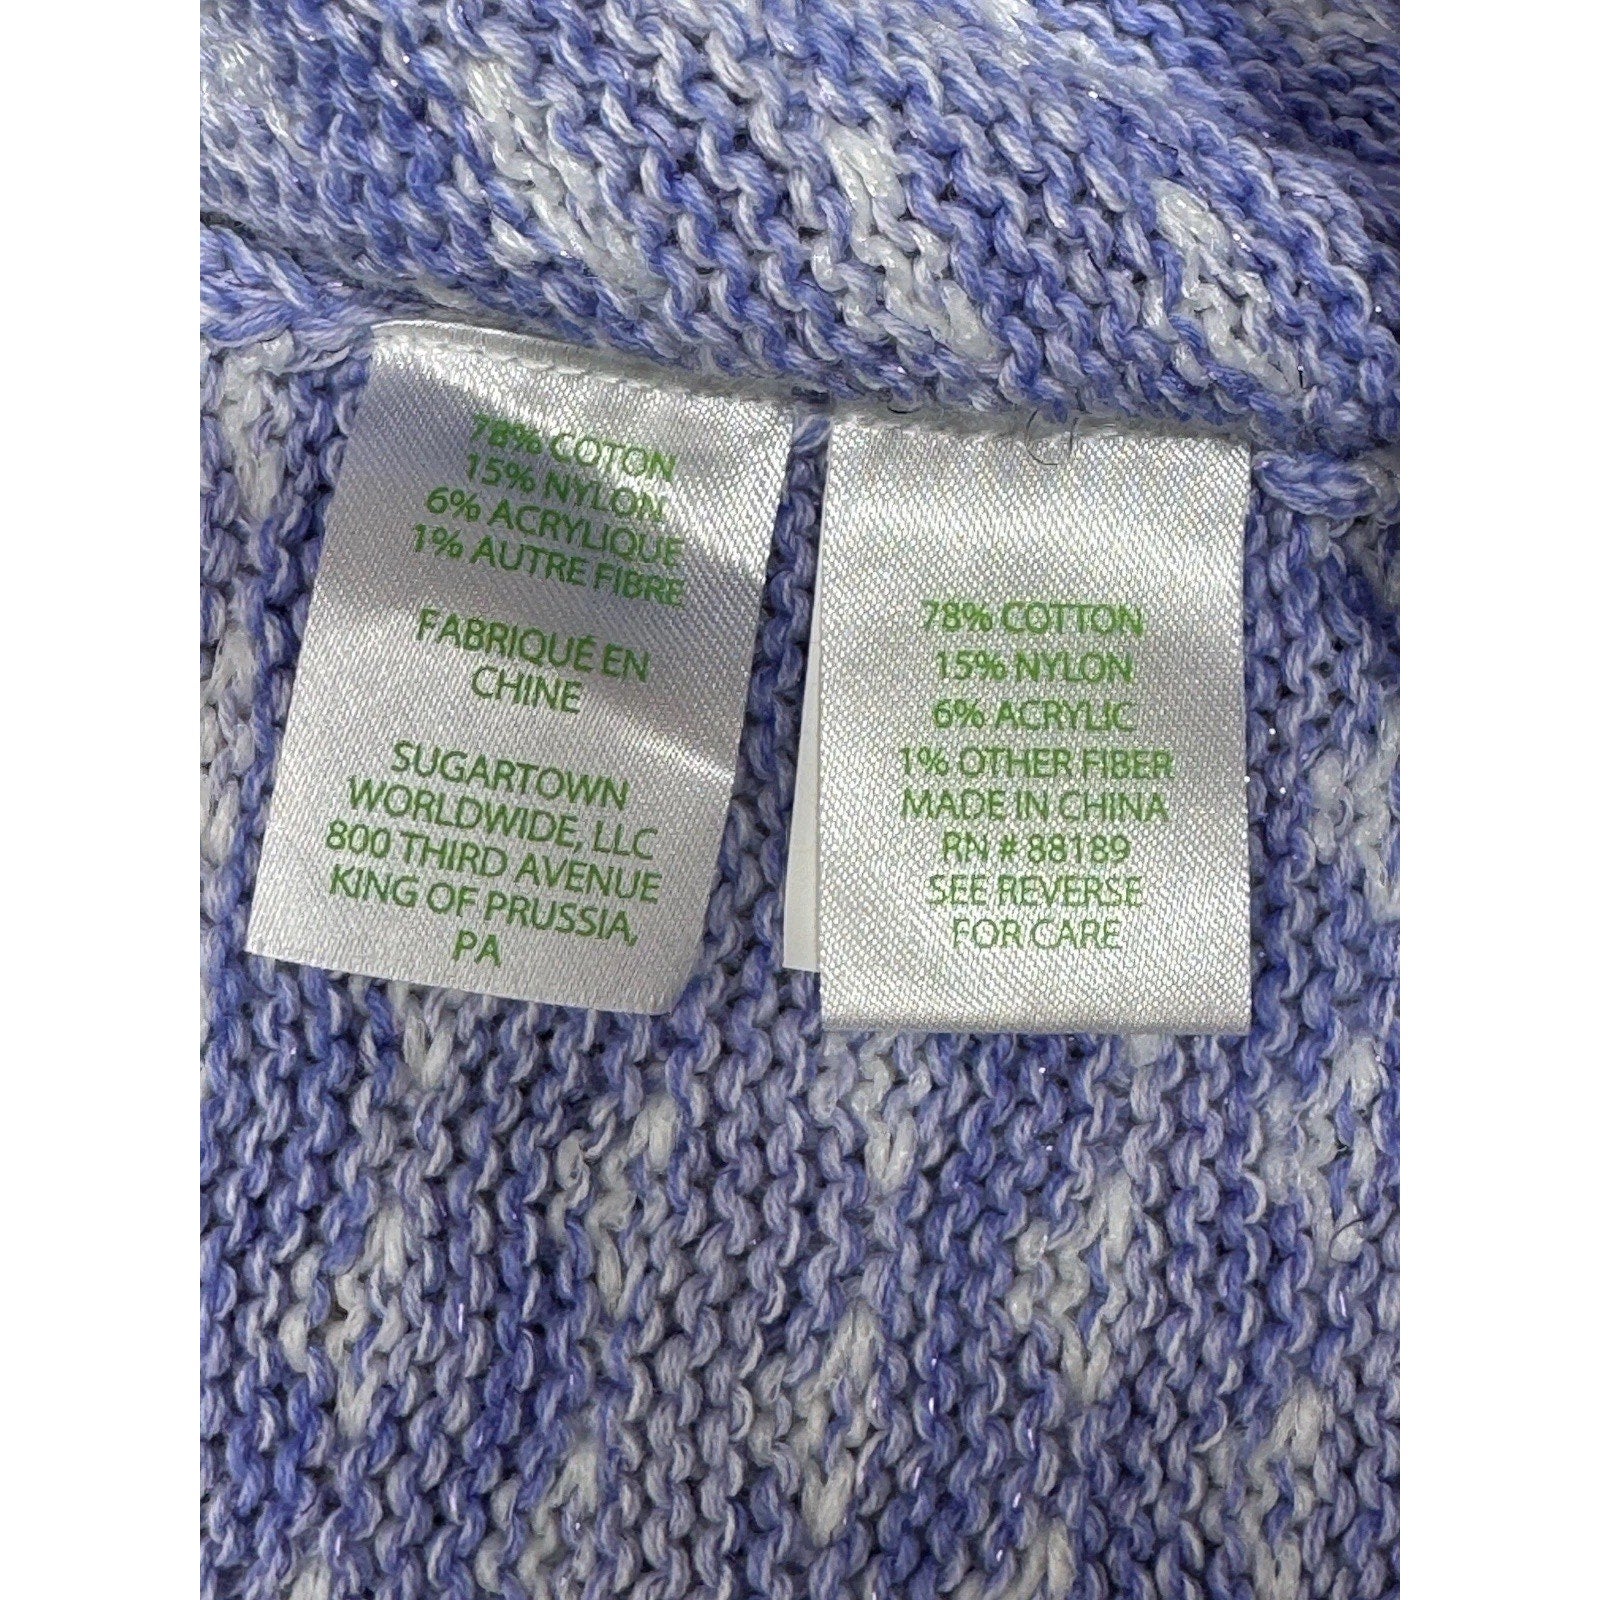 78% COTON
15% NYLON
6% ACRYLIQUE
1% AUTRE FIBRE
FABRIQUÉ EN
CHINE
SUGARTOWN
WORLDWIDE, LLC
800 THIRD AVENUE
KING OF PRUSSIA,
PA
78% COTTON
15% NYLON
6% ACRYLIC
1% OTHER FIBER
MADE IN CHINA
RN # 88189
SEE REVERSE
FOR CARE